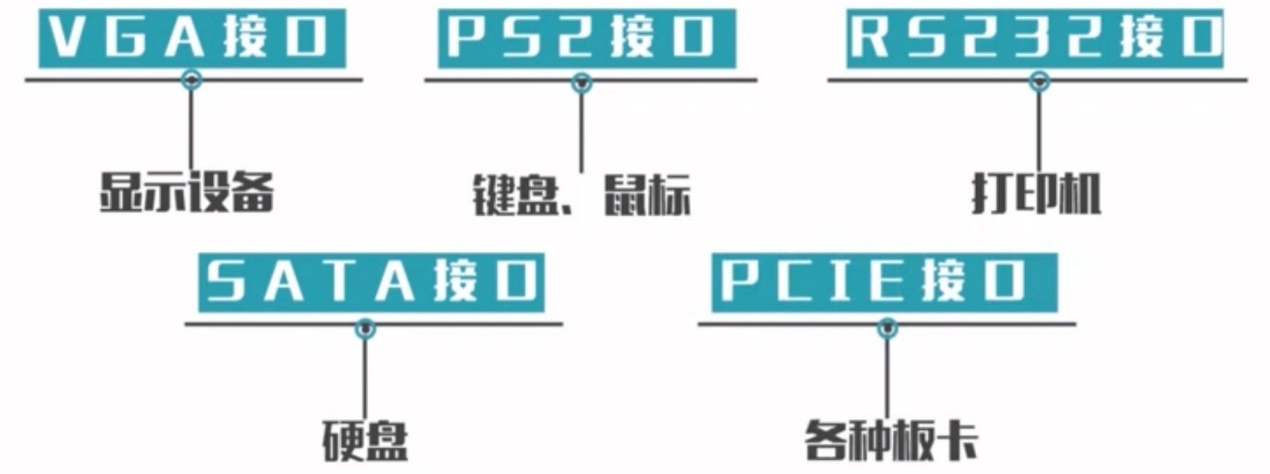 VGA接口
PS2接口
RS232接口
显示设备
键盘、鼠标
打印机
SATA接口
PCIE接口
硬盘
各种板卡